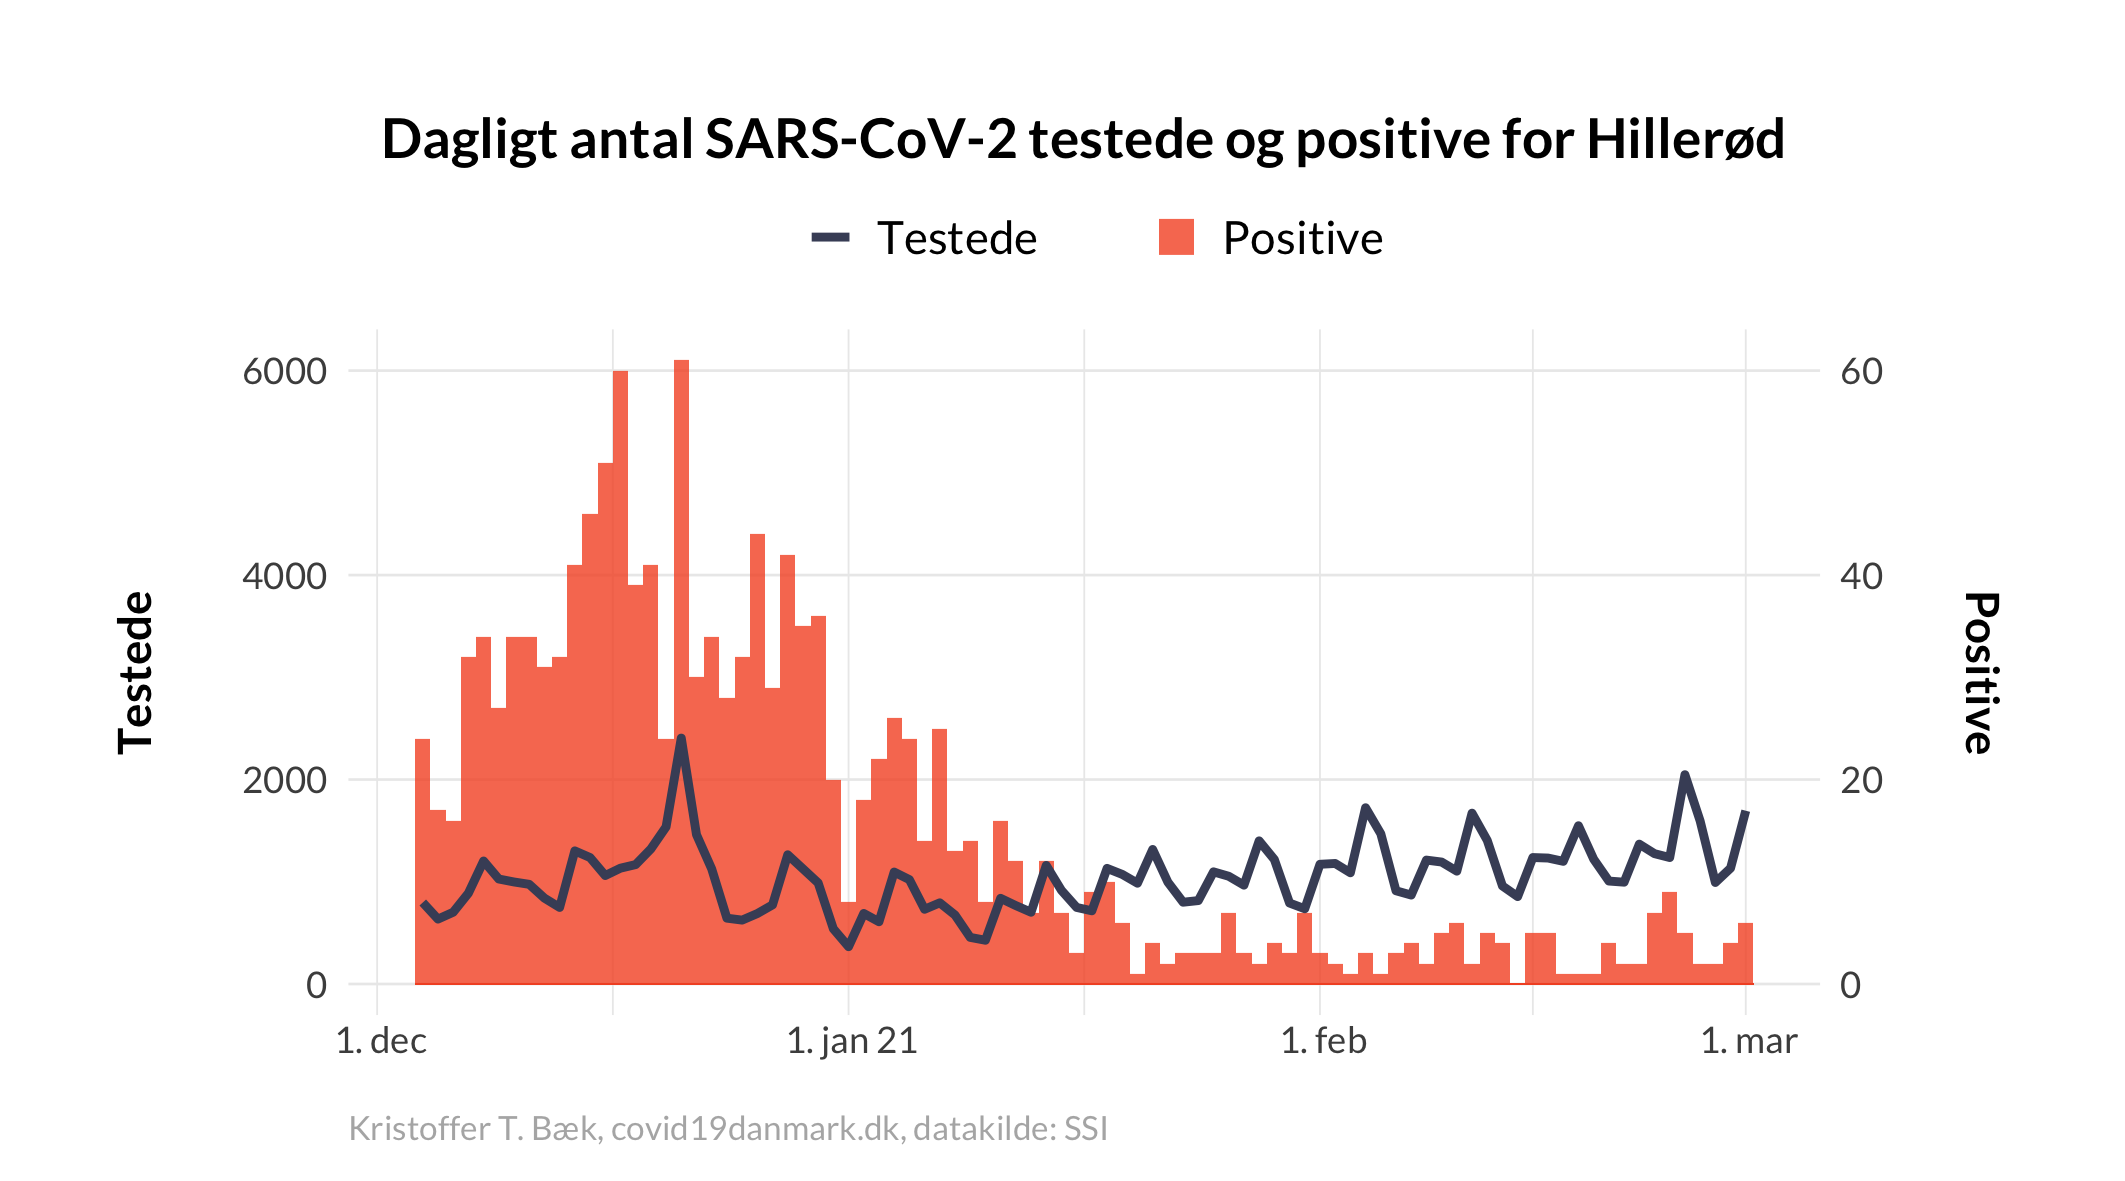 Dagligt antal SARS-CoV-2 testede og positive for Hillerød
Testede
Positive
6000
4000
2000
0
Testede
60
40
20
0
Positive
1. dec
1. jan 21
1. feb
1. mar
Kristoffer T. Bæk, covid19danmark.dk, datakilde: SSI